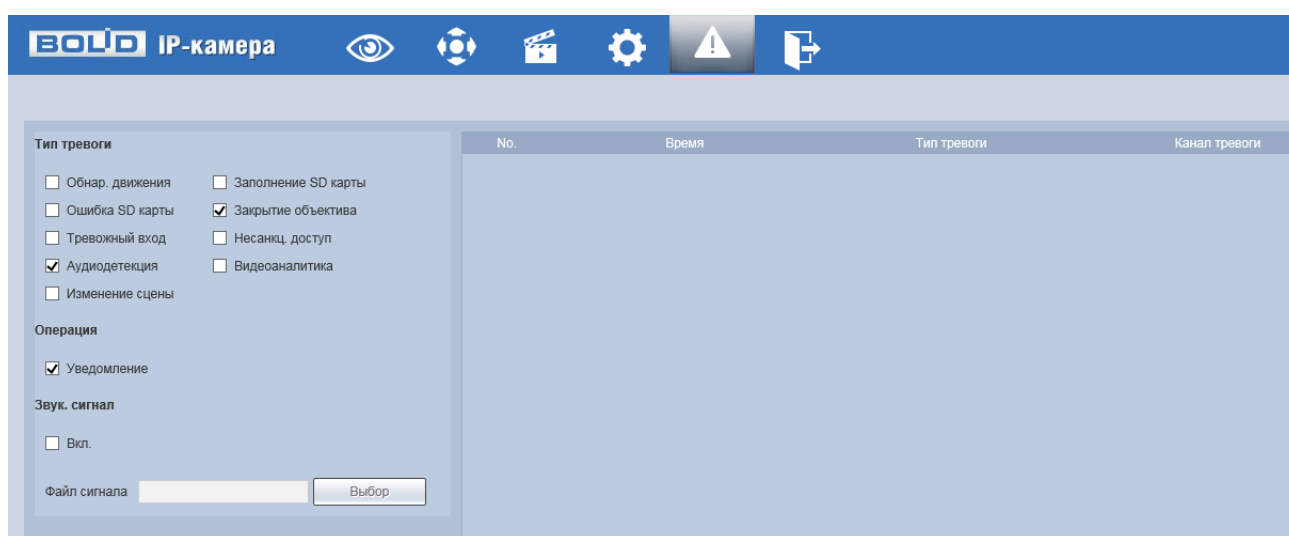 BOLID IP-камера
Тип тревоги
Обнар. движения Заполнение SD карты
Ошибка SD карты Закрытие объектива
Тревожный вход Несанкц. доступ
Аудиодетекция Видеоаналитика
Изменение сцены
Операция
Уведомление
Звук. сигнал
Вкл.
Файл сигнала Выбор
No. Время Тип тревоги Канал тревоги